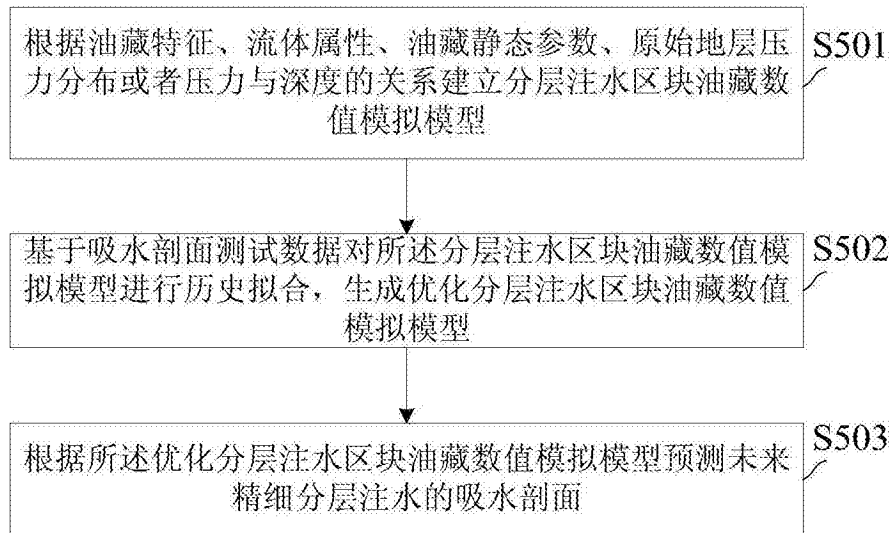 根据油藏特征、流体属性、油藏静态参数、原始地层压
力分布或者压力与深度的关系建立分层注水区块油藏数
值模拟模型
S501
基于吸水剖面测试数据对所述分层注水区块油藏数值模
拟模型进行历史拟合，生成优化分层注水区块油藏数值
模拟模型
S502
根据所述优化分层注水区块油藏数值模拟模型预测未来
精细分层注水的吸水剖面
S503